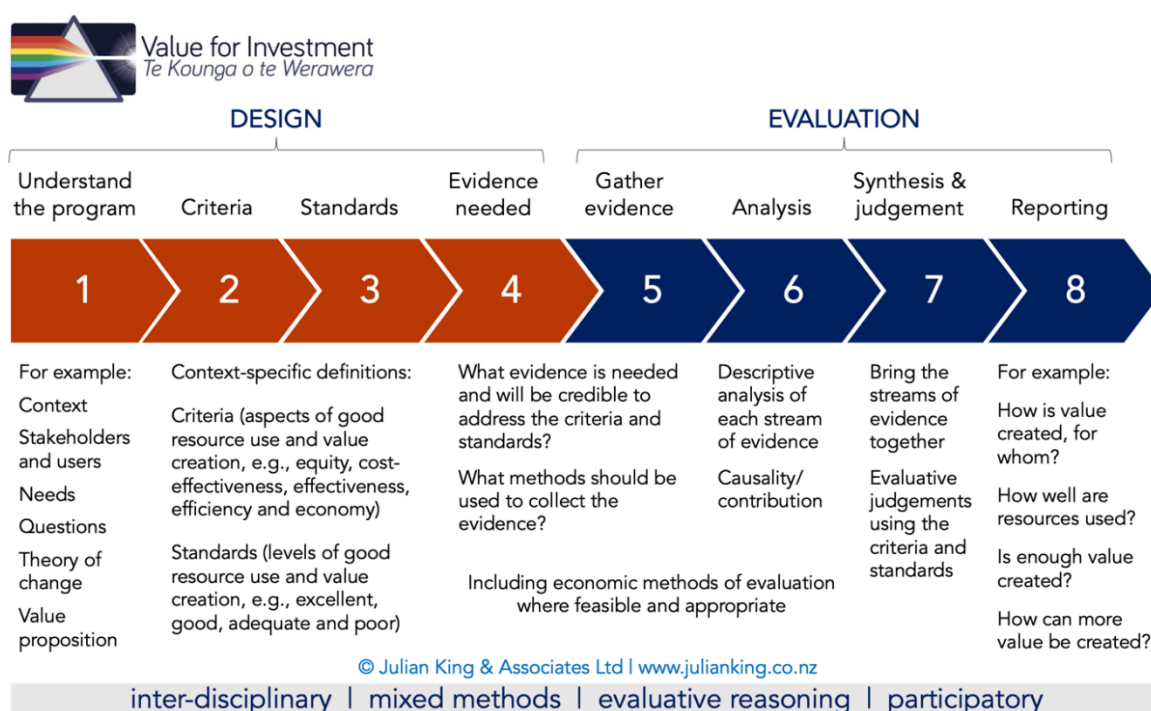 Value for Investment
Te Kounga o te Werawera
DESIGN
EVALUATION
Understand
the program
Criteria
Standards
Evidence
needed
Gather
evidence
Analysis
Synthesis &
judgement
Reporting
1
2
3
4
5
6
7
8
For example:
Context
Stakeholders
and users
Needs
Questions
Theory of
change
Value
proposition
Context-specific definitions:
Criteria (aspects of good
resource use and value
creation, e.g., equity, cost-
effectiveness, effectiveness,
efficiency and economy)
Standards (levels of good
resource use and value
creation, e.g., excellent,
good, adequate and poor)
What evidence is needed
and will be credible to
address the criteria and
standards?
What methods should be
used to collect the
evidence?
Descriptive
analysis of
each stream
of evidence
Causality/
contribution
Including economic methods of evaluation
where feasible and appropriate
Bring the
streams of
evidence
together
Evaluative
judgements
using the
criteria and
standards
For example:
How is value
created, for
whom?
How well are
resources used?
Is enough value
created?
How can more
value be created?
© Julian King & Associates Ltd | www.julianking.co.nz
inter-disciplinary | mixed methods | evaluative reasoning | participatory